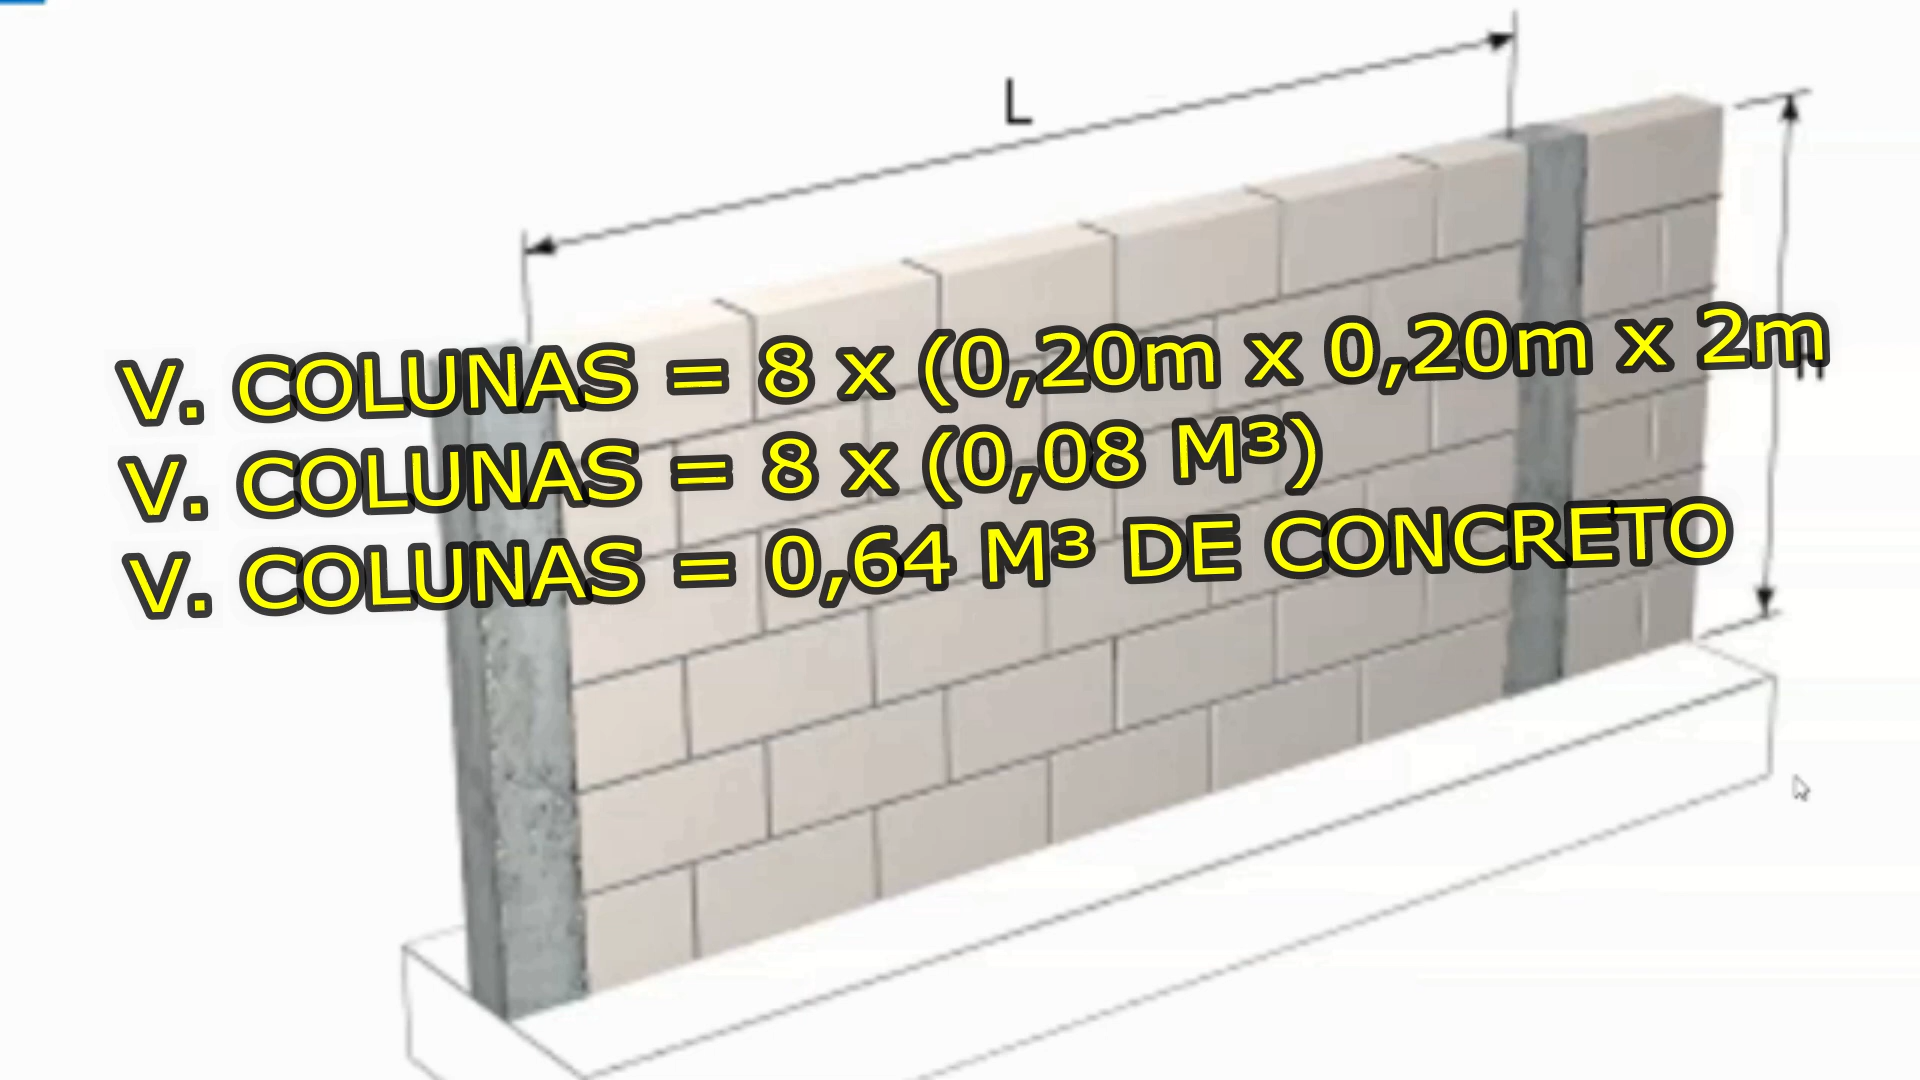 L
V. COLUNAS = 8 x (0,20m x 0,20m x 2m
H
V. COLUNAS = 8 x (0,08 M³)
V. COLUNAS = 0,64 M³ DE CONCRETO